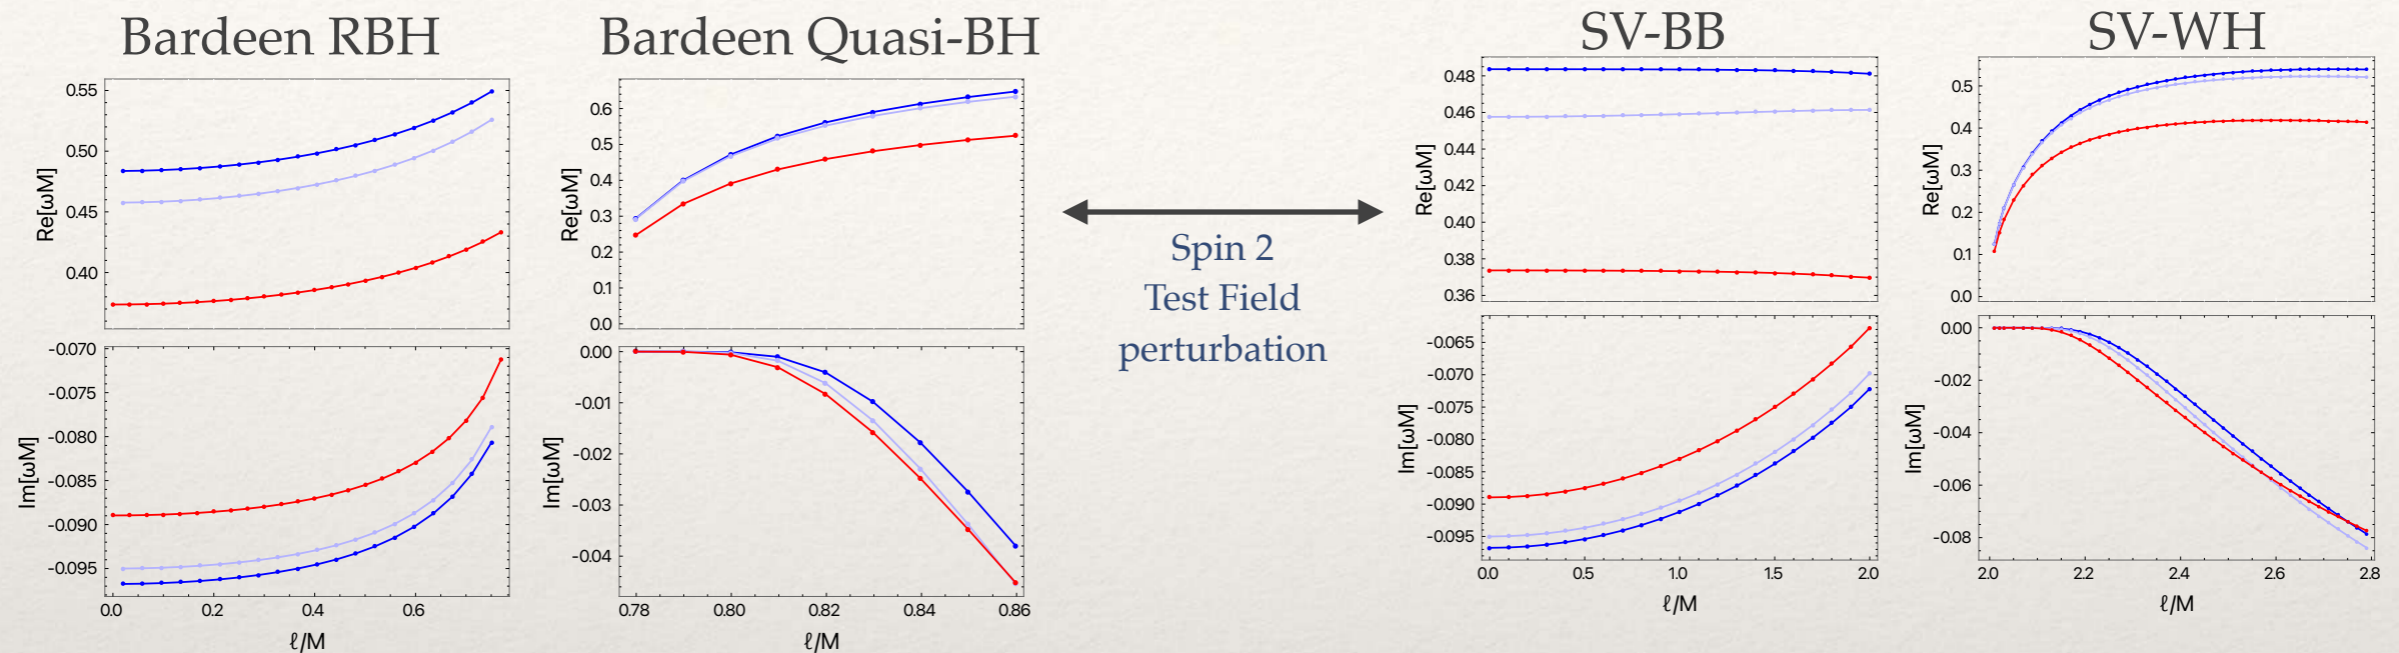 Bardeen RBH
Bardeen Quasi-BH
SV-BB
SV-WH
Re[ωM]
0.55
0.50
0.45
0.40
Im[ωM]
-0.070
-0.075
-0.080
-0.085
-0.090
-0.095
0.0 0.2 0.4 0.6
ℓ/M
Re[ωM]
0.6
0.5
0.4
0.3
0.2
0.1
0.0
Im[ωM]
0.00
-0.01
-0.02
-0.03
-0.04
0.78 0.80 0.82 0.84 0.86
ℓ/M
Spin 2
Test Field
perturbation
Re[ωM]
0.48
0.46
0.44
0.42
0.40
0.38
0.36
Im[ωM]
-0.065
-0.070
-0.075
-0.080
-0.085
-0.090
-0.095
0.0 0.5 1.0 1.5 2.0
ℓ/M
Re[ωM]
0.5
0.4
0.3
0.2
0.1
0.0
Im[ωM]
0.00
-0.02
-0.04
-0.06
-0.08
2.0 2.2 2.4 2.6 2.8
ℓ/M